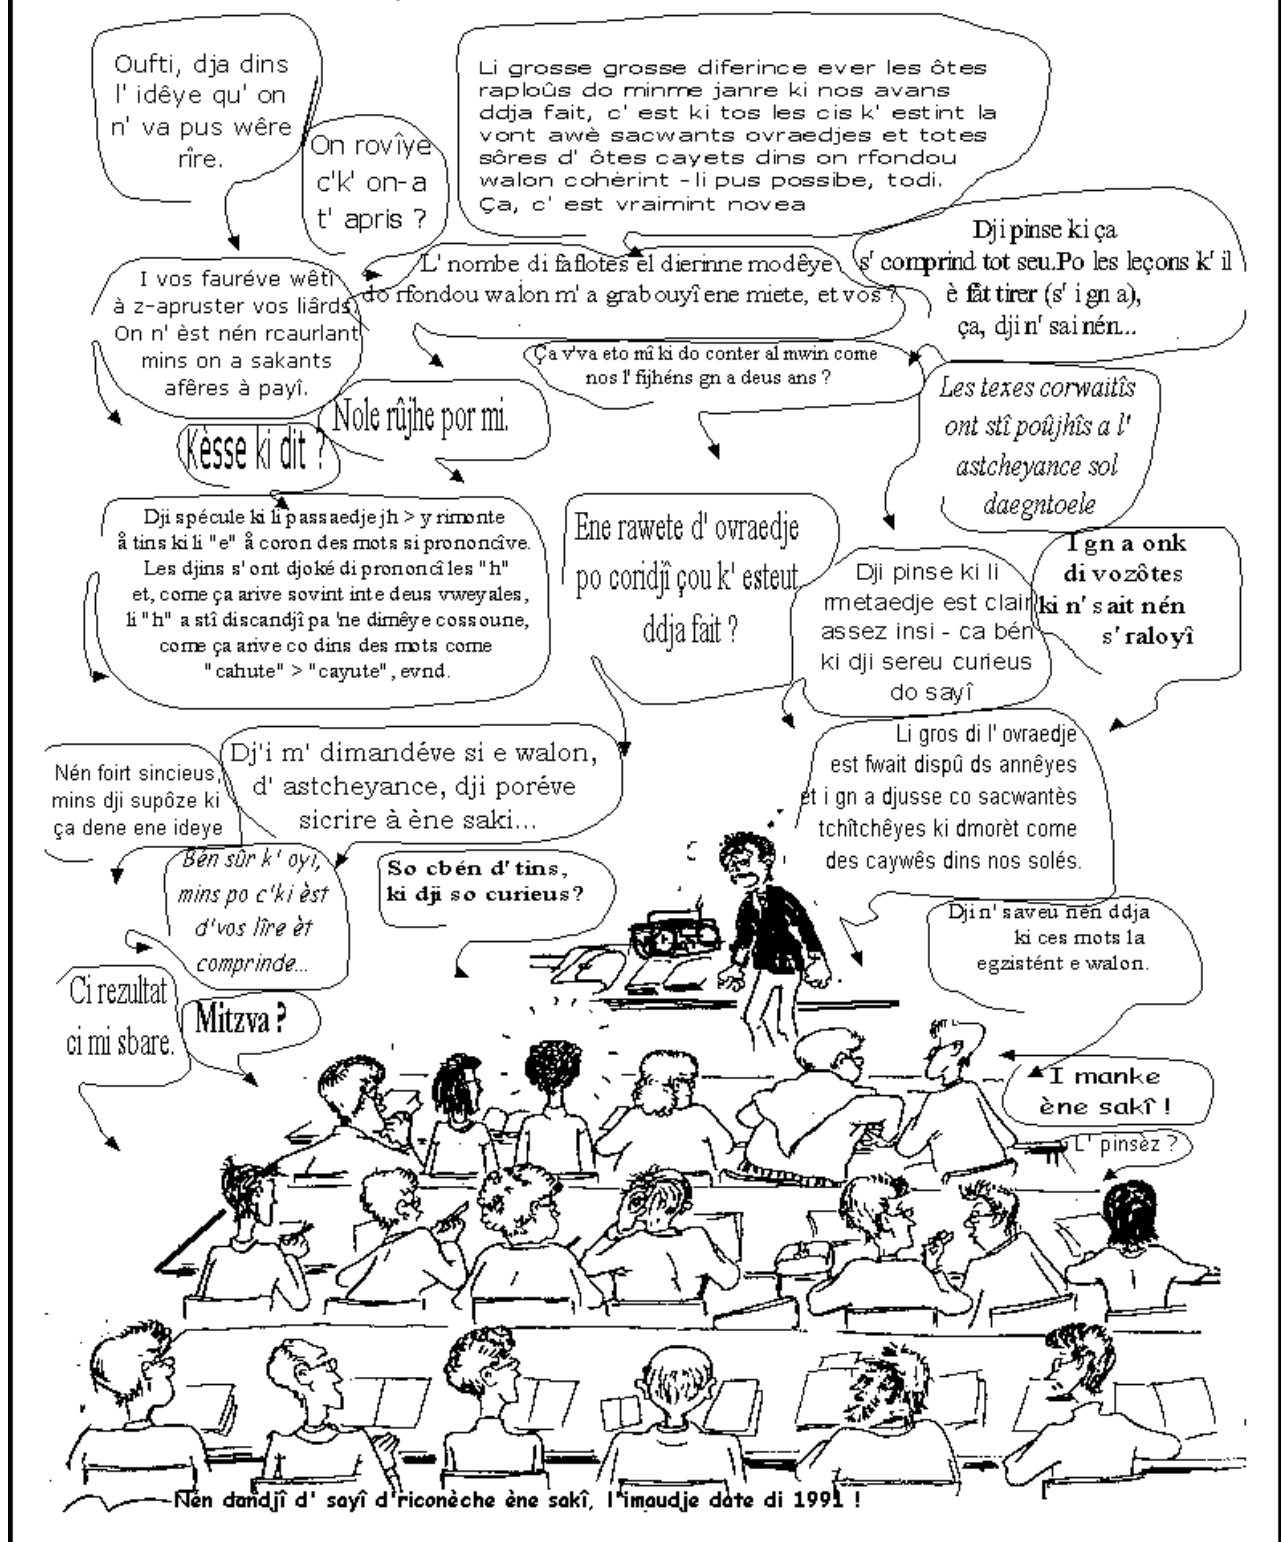 Oufti, dja dins
l' idêye qu' on
n' va pus wêre
rîre.
On rovîye
c'k' on-a
t' apris ?
Li grosse grosse diferince ever les ôtes
raploûs do minme janre ki nos avans
ddja fait, c' est ki tos les cis k' estint la
vont awè sacwants ovraedjes et totes
sôres d' ôtes cayets dins on rfondou
walon cohèrint - li pus possibe, todi.
Ça, c' est vraimint novea
Dji pinse ki ça
s' comprind tot seu.Po les leçons k' il
è fât tirer (s' i gn a),
ça, dji n' sai nén...
I vos fauréve wêti
à z-apruster vos liârds,
On n' èst nén rcaurlant
mins on a sakants
afêres à payî.
L' nombe di faflotes el dierinne modêye
do rfondou walon m' a grabouyî ene miete, et vos ?
Ça v'va eto mî ki do conter al mwin come
nos l' fijhéns gn a deus ans ?
Nole rûjhe por mi.
Kèsse ki dit ?
Les texes corwaitîs
ont stî poûjhîs a l'
astcheyance sol
daegntoele
Dji spécule ki li passaedje jh > y rimonte
å tins ki li "e" å coron des mots si prononcîve.
Les djins s' ont djoké di prononcî les "h"
et, come ça arive sovint inte deus vweyales,
li "h" a stî discandjî pa 'ne dimêye cossoune,
come ça arive co dins des mots come
"cahute" > "cayute", evnd.
Ene rawete d' ovraedje
po coridjî çou k' esteut
ddja fait ?
Dji pinse ki li
rmetaedje est clair
assez insi - ca bén
ki dji sereu curieus
do sayî
I gn a onk
di vozôtes
ki n' sait nén
s' raloyî
Nén foirt sincieus,
mins dji supôze ki
ça dene ene ideye
Dj'i m' dimandéve si e walon,
d' astcheyance, dji poréve
sicrire à ène saki...
Li gros di l' ovraedje
est fwait dispû ds annêyes
et i gn a djusse co sacwantès
tchîtchêyes ki dmorèt come
des caywês dins nos solés.
Bén sûr k' oyi,
mins po c'ki èst
d'vos lîre èt
comprinde...
So cbén d' tins,
ki dji so curieus?
Dji n' saveu nén ddja
ki ces mots la
egzistént e walon.
Ci rezultat
ci mi sbare.
Mitzva ?
I manke
ène sakî !
L' pinsèz ?
Nén dandjî d' sayî d'riconèche ène sakî, l'imaudje date di 1991 !